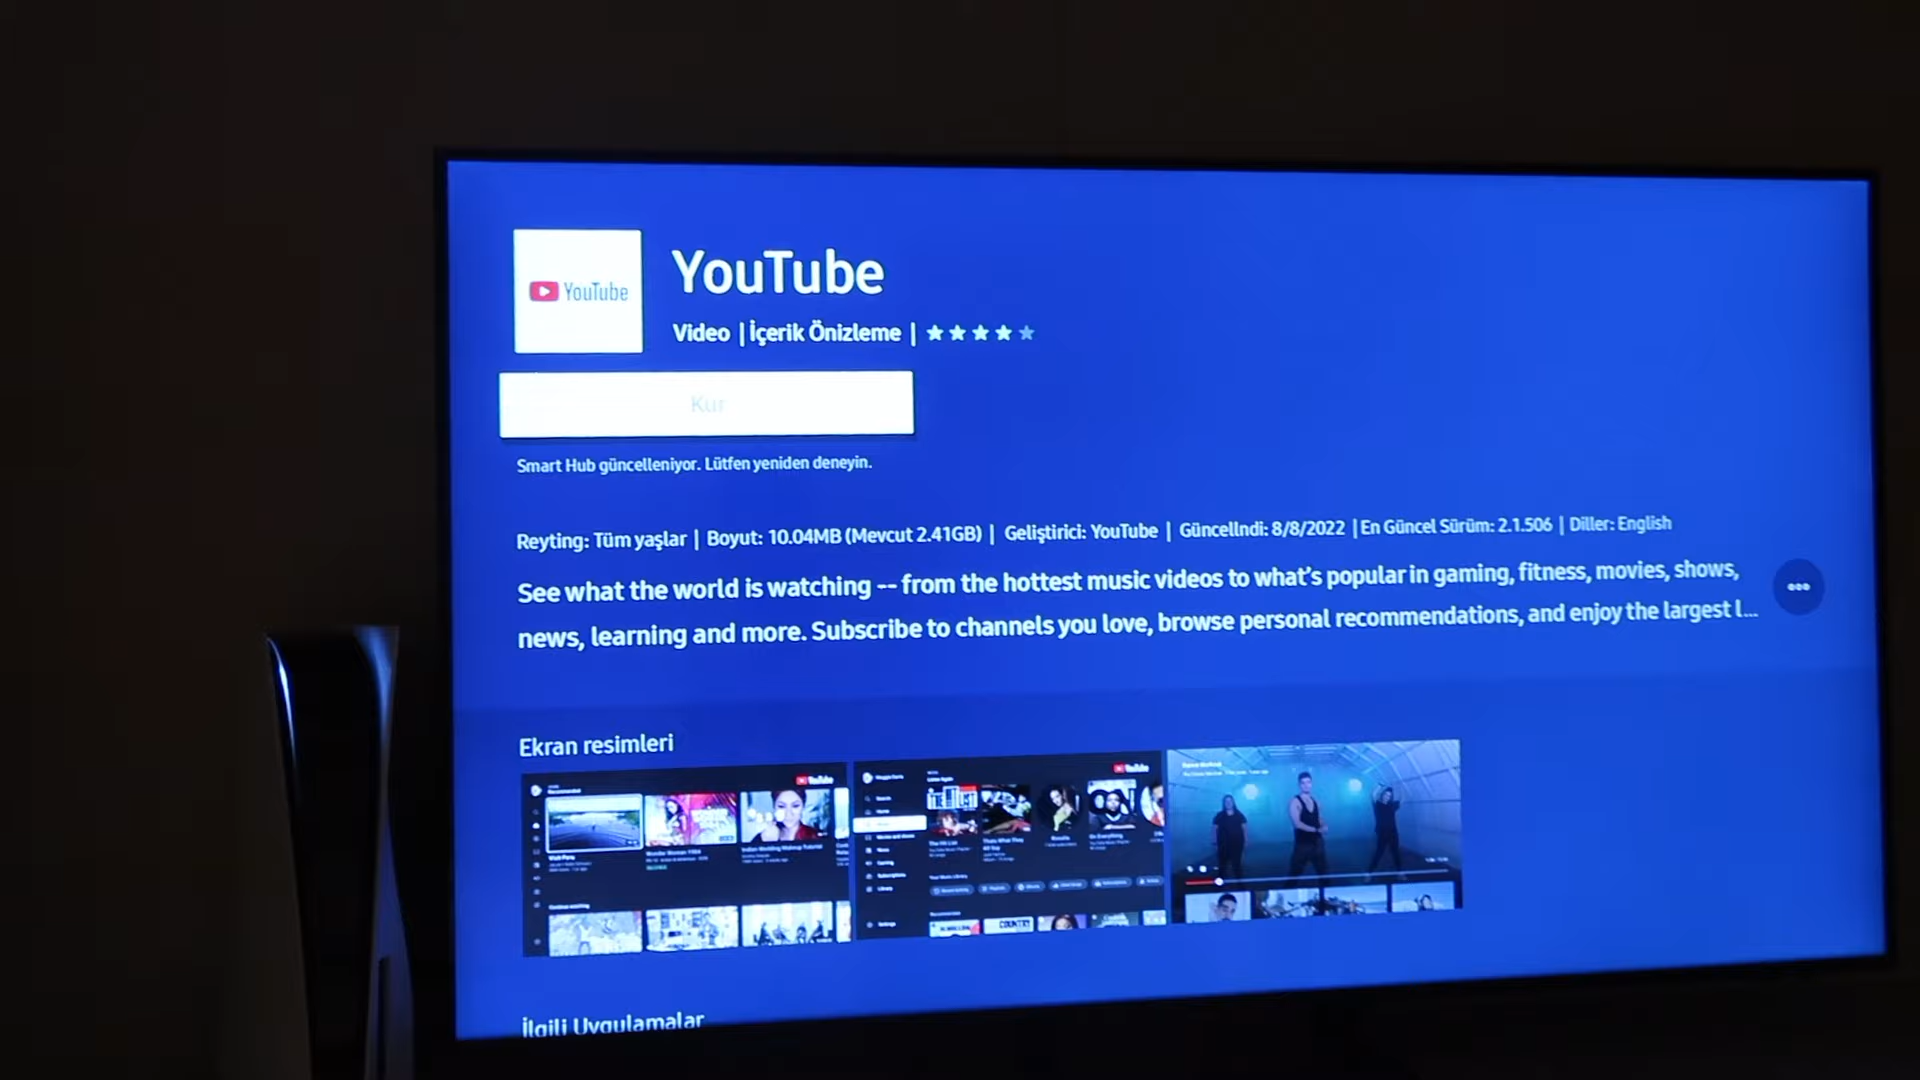 YouTube
YouTube
Video | İçerik Önizleme |
Kur
Smart Hub güncelleniyor. Lütfen yeniden deneyin.
Reyting: Tüm yaşlar | Boyut: 10.04MB (Mevcut 2.41GB) | Geliştirici: YouTube | Güncellndi: 8/8/2022 | En Güncel Sürüm: 2.1.506 | Diller: English
See what the world is watching -- from the hottest music videos to what's popular in gaming, fitness, movies, shows,
news, learning and more. Subscribe to channels you love, browse personal recommendations, and enjoy the largest l...
Ekran resimleri
YouTube
YouTube
İlgili Uygulamalar